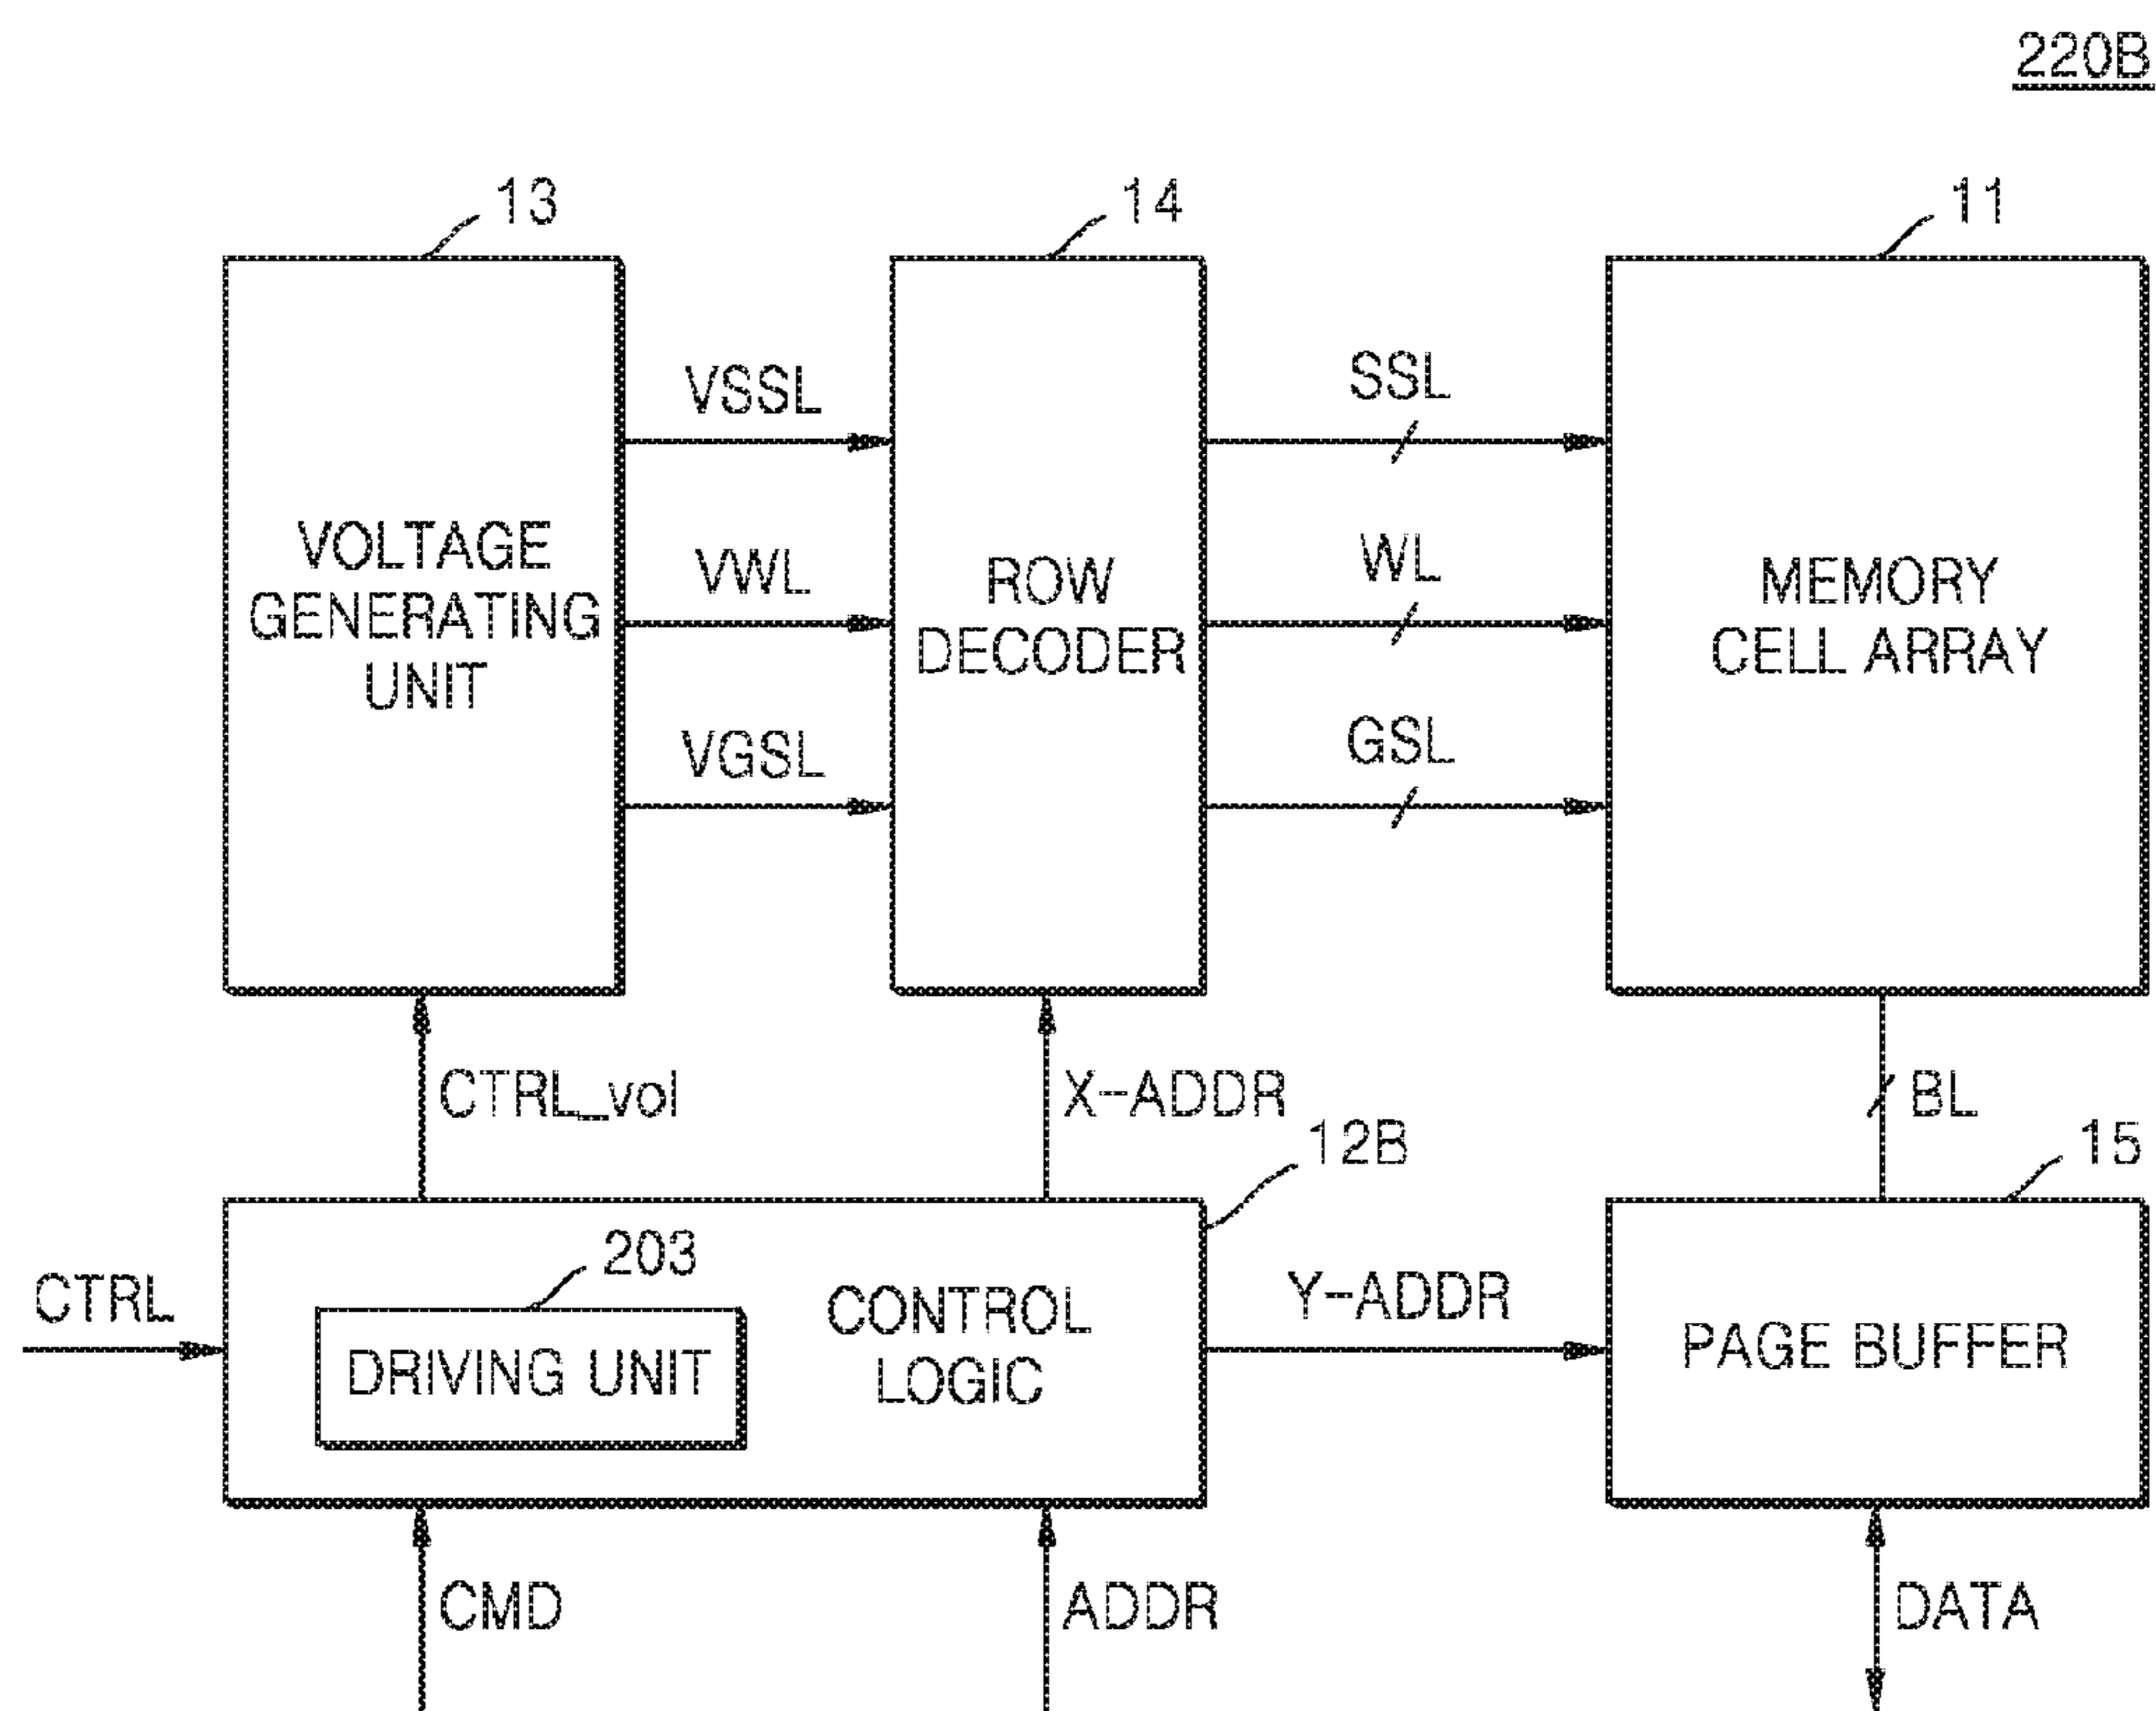 220B
13
14
11
VSSL
SSL
VOLTAGE
GENERATING
UNIT
VWL
ROW
DECODER
WL
MEMORY
CELL ARRAY
VGSL
GSL
CTRL_vol
X-ADDR
BL
12B
15
203
CTRL
DRIVING UNIT
CONTROL
LOGIC
Y-ADDR
PAGE BUFFER
CMD
ADDR
DATA